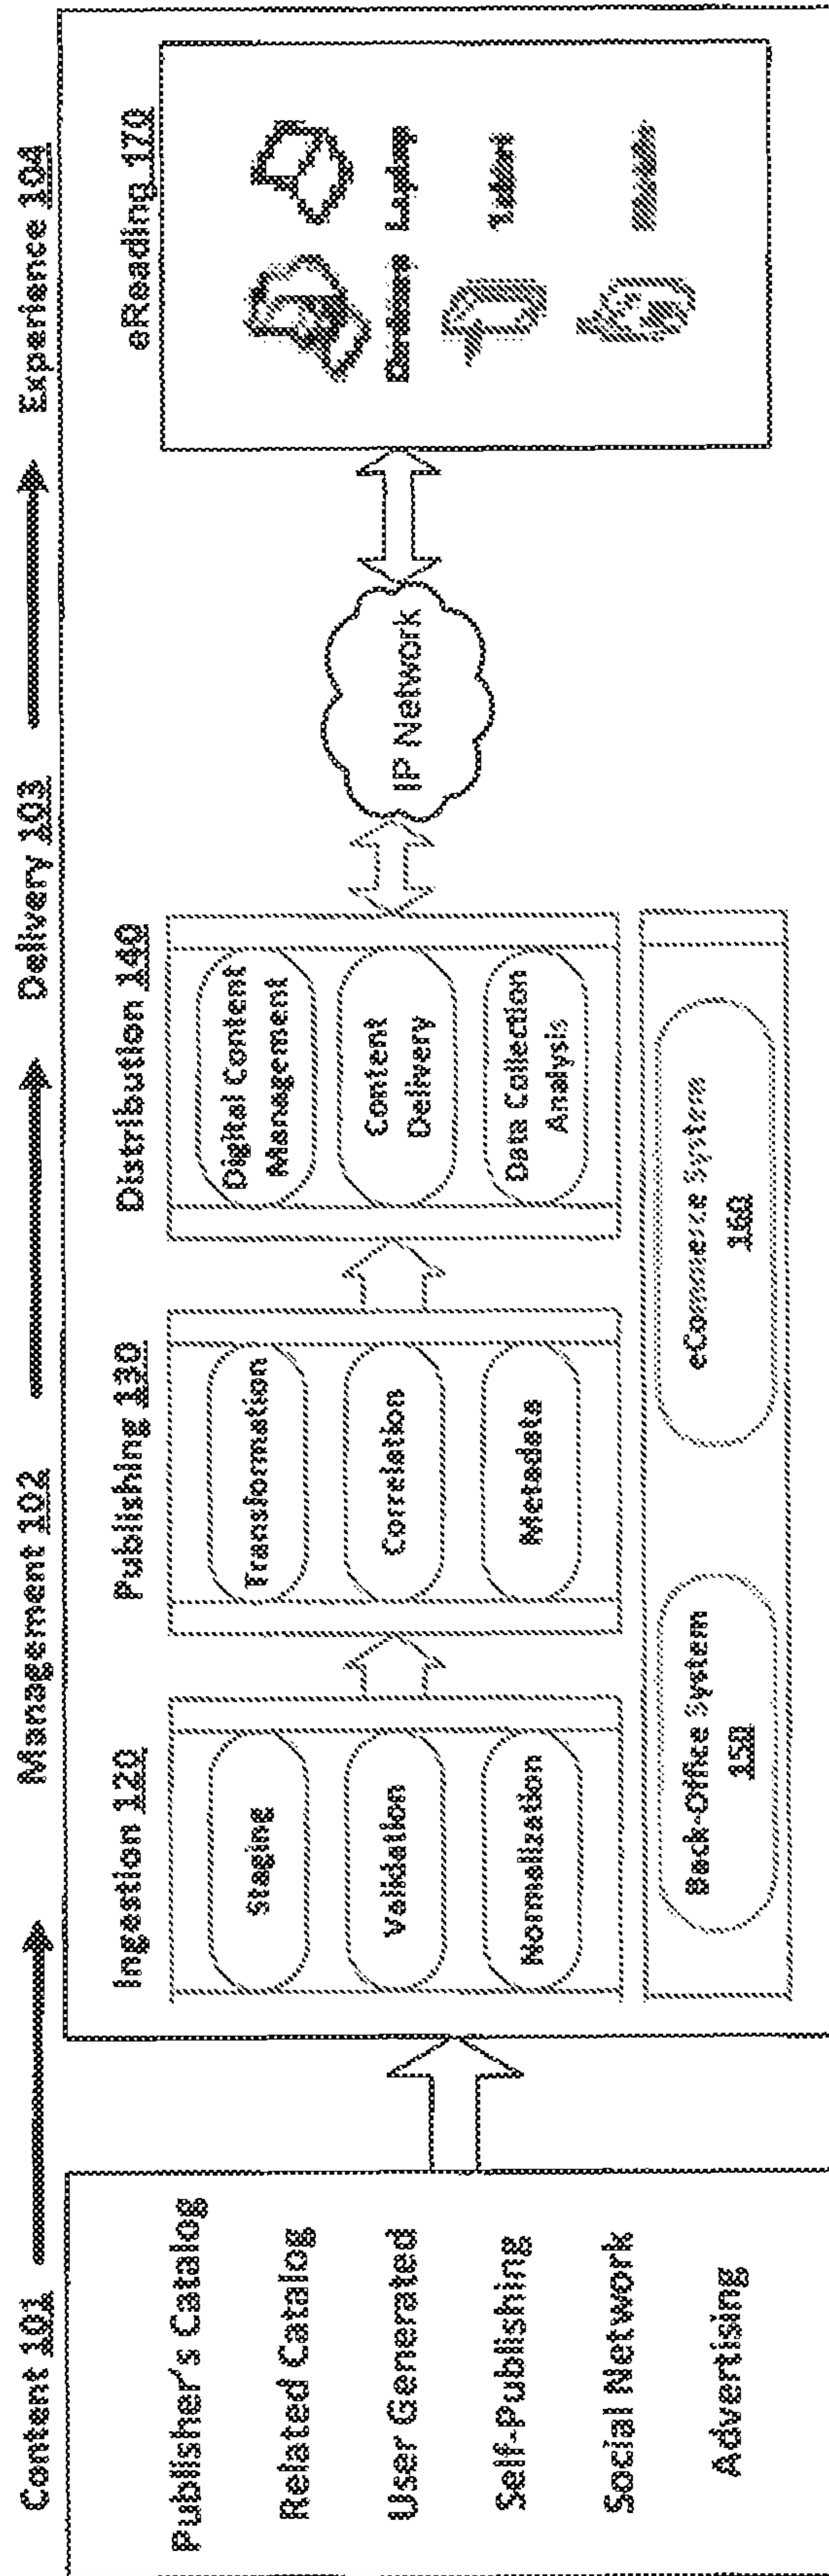 Content 101
Management 102
Delivery 103
Experience 104
Publisher's Catalog
Related Catalog
User Generated
Self-Publishing
Social Network
Advertising
Ingestion 120
Staging
Validation
Normalization
Publishing 130
Transformation
Correlation
Metadata
Distribution 140
Digital Content
Management
Content
Delivery
Data Collection
Analysis
Back-Office System
150
eCommerce System
160
IP Network
eReading 170
Laptop
Tablet